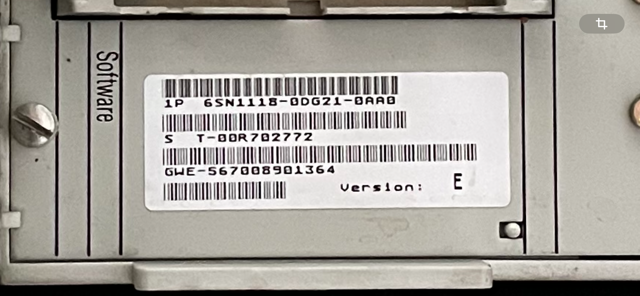 Software
1P 6SN1118-0DG21-0AA0
S T-00R702772
GWE-567008901364
Version: E